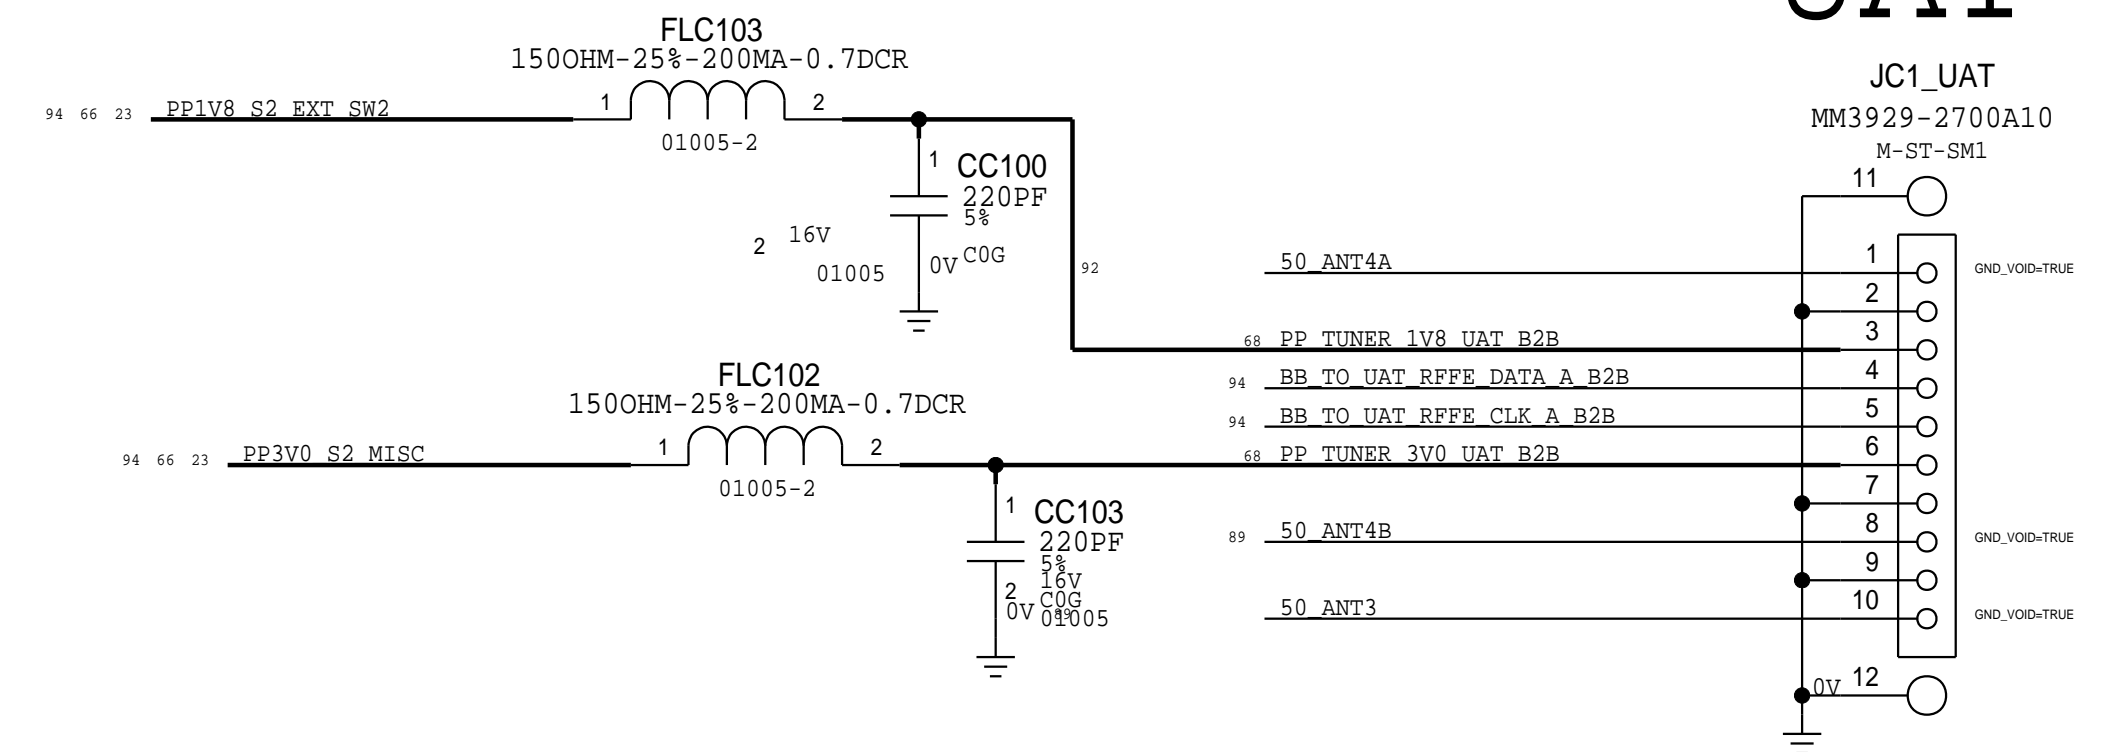 UAT
FLC103
150OHM-25%-200MA-0.7DCR
JC1_UAT
MM3929-2700A10
M-ST-SM1
94 66 23 PP1V8_S2_EXT_SW2 1 2
01005-2
1 CC100
220PF
5%
2 16V
01005
0V C0G
11
92
50_ANT4A 1 GND_VOID=TRUE
2
68 PP_TUNER_1V8_UAT_B2B 3
FLC102
150OHM-25%-200MA-0.7DCR
94 BB_TO_UAT_RFFE_DATA_A_B2B 4
94 BB_TO_UAT_RFFE_CLK_A_B2B 5
94 66 23 PP3V0_S2_MISC 1 2
68 PP_TUNER_3V0_UAT_B2B 6
01005-2
7
1 CC103
220PF
5%
16V
2 C0G
0V 01005
89
89 50_ANT4B 8 GND_VOID=TRUE
9
50_ANT3 10 GND_VOID=TRUE
0V 12